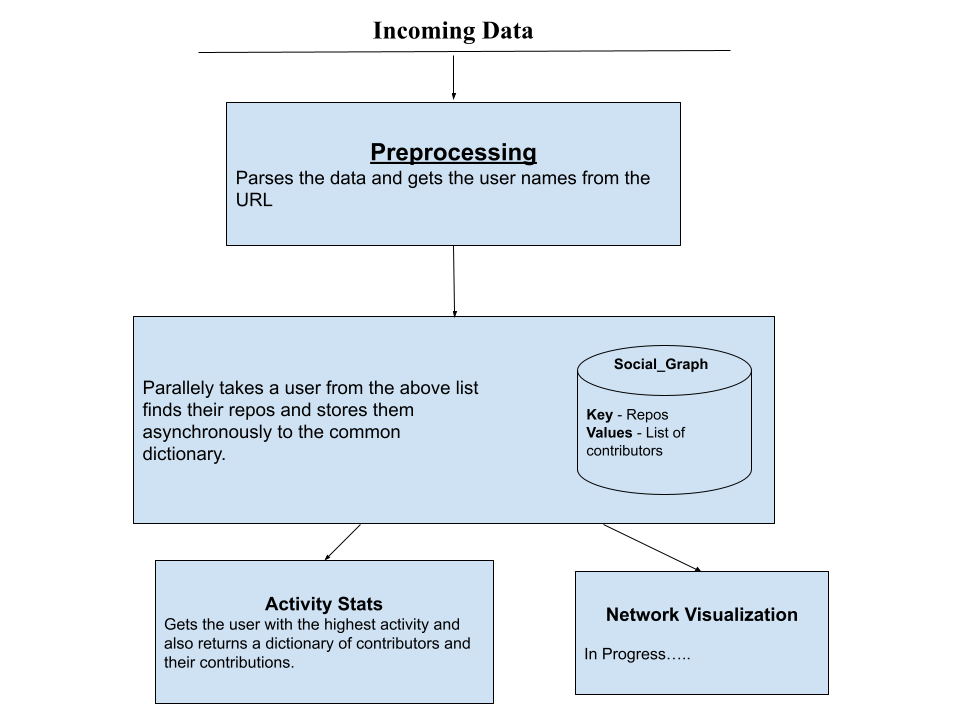 Incoming Data
Preprocessing
Parses the data and gets the user names from the
URL
Parallely takes a user from the above list
finds their repos and stores them
asynchronously to the common
dictionary.
Social_Graph
Key - Repos
Values - List of
contributors
Activity Stats
Gets the user with the highest activity and
also returns a dictionary of contributors and
their contributions.
Network Visualization
In Progress.....